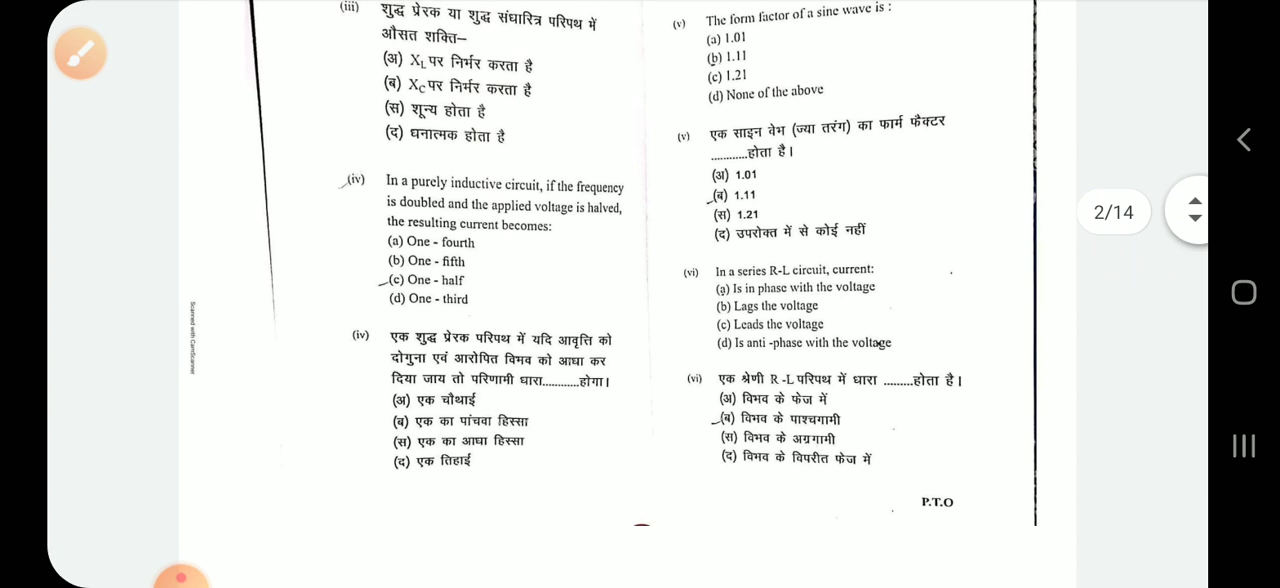 (iii) शुद्ध प्रेरक या शुद्ध संधारित्र परिपथ में
औसत शक्ति–
(अ) XL पर निर्भर करता है
(ब) XC पर निर्भर करता है
(स) शून्य होता है
(द) धनात्मक होता है
(iv) In a purely inductive circuit, if the frequency
is doubled and the applied voltage is halved,
the resulting current becomes:
(a) One - fourth
(b) One - fifth
(c) One - half
(d) One - third
(iv) एक शुद्ध प्रेरक परिपथ में यदि आवृत्ति को
दोगुना एवं आरोपित विभव को आधा कर
दिया जाय तो परिणामी धारा............होगा।
(अ) एक चौथाई
(ब) एक का पांचवा हिस्सा
(स) एक का आधा हिस्सा
(द) एक तिहाई
(v) The form factor of a sine wave is :
(a) 1.01
(b) 1.11
(c) 1.21
(d) None of the above
(v) एक साइन वेभ (ज्या तरंग) का फार्म फैक्टर
............होता है।
(अ) 1.01
(ब) 1.11
(स) 1.21
(द) उपरोक्त में से कोई नहीं
(vi) In a series R-L circuit, current:
(a) Is in phase with the voltage
(b) Lags the voltage
(c) Leads the voltage
(d) Is anti -phase with the voltage
(vi) एक श्रेणी R -L परिपथ में धारा .........होता है।
(अ) विभव के फेज में
(ब) विभव के पाश्चगामी
(स) विभव के अग्रगामी
(द) विभव के विपरीत फेज में
P.T.O
Scanned with CamScanner
2/14